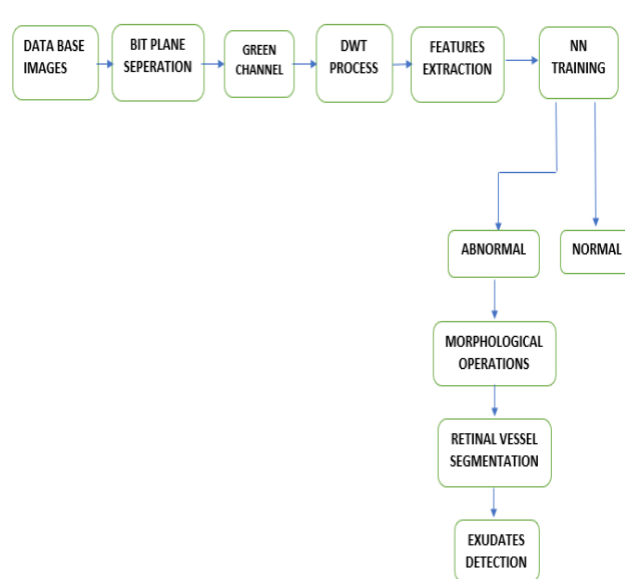 DATA BASE
IMAGES
BIT PLANE
SEPERATION
GREEN
CHANNEL
DWT
PROCESS
FEATURES
EXTRACTION
NN
TRAINING
ABNORMAL
NORMAL
MORPHOLOGICAL
OPERATIONS
RETINAL VESSEL
SEGMENTATION
EXUDATES
DETECTION